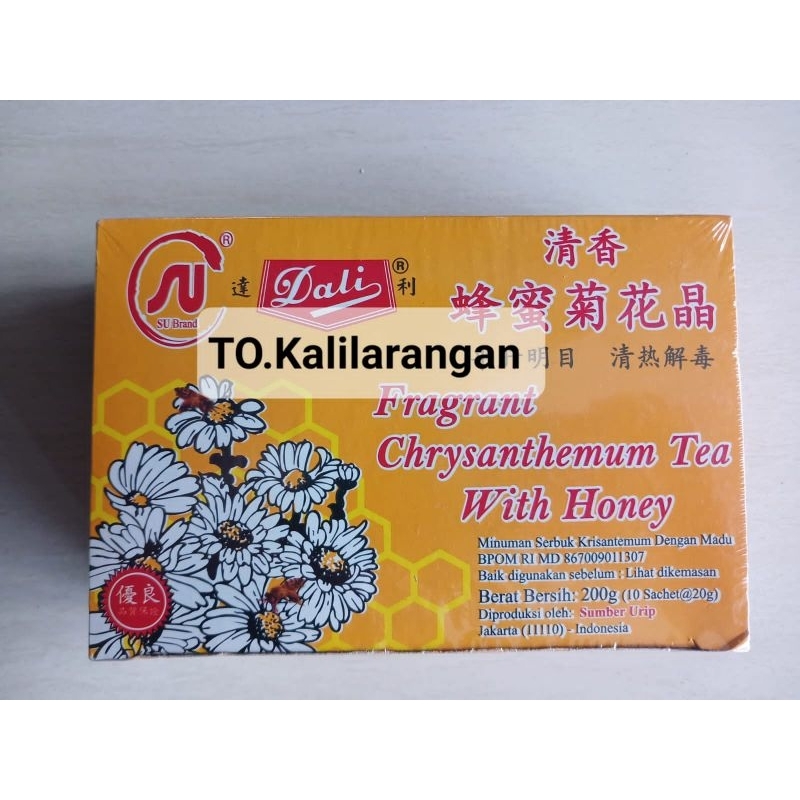 SU Brand
®
達
Dali
®
利
清香
蜂蜜菊花晶
明目 清热解毒
TO.Kalilarangan
Fragrant
Chrysanthemum Tea
With Honey
Minuman Serbuk Krisantemum Dengan Madu
BPOM RI MD 867009011307
Baik digunakan sebelum : Lihat dikemasan
Berat Bersih: 200g (10 Sachet@20g)
Diproduksi oleh: Sumber Urip
Jakarta (11110) - Indonesia
優良